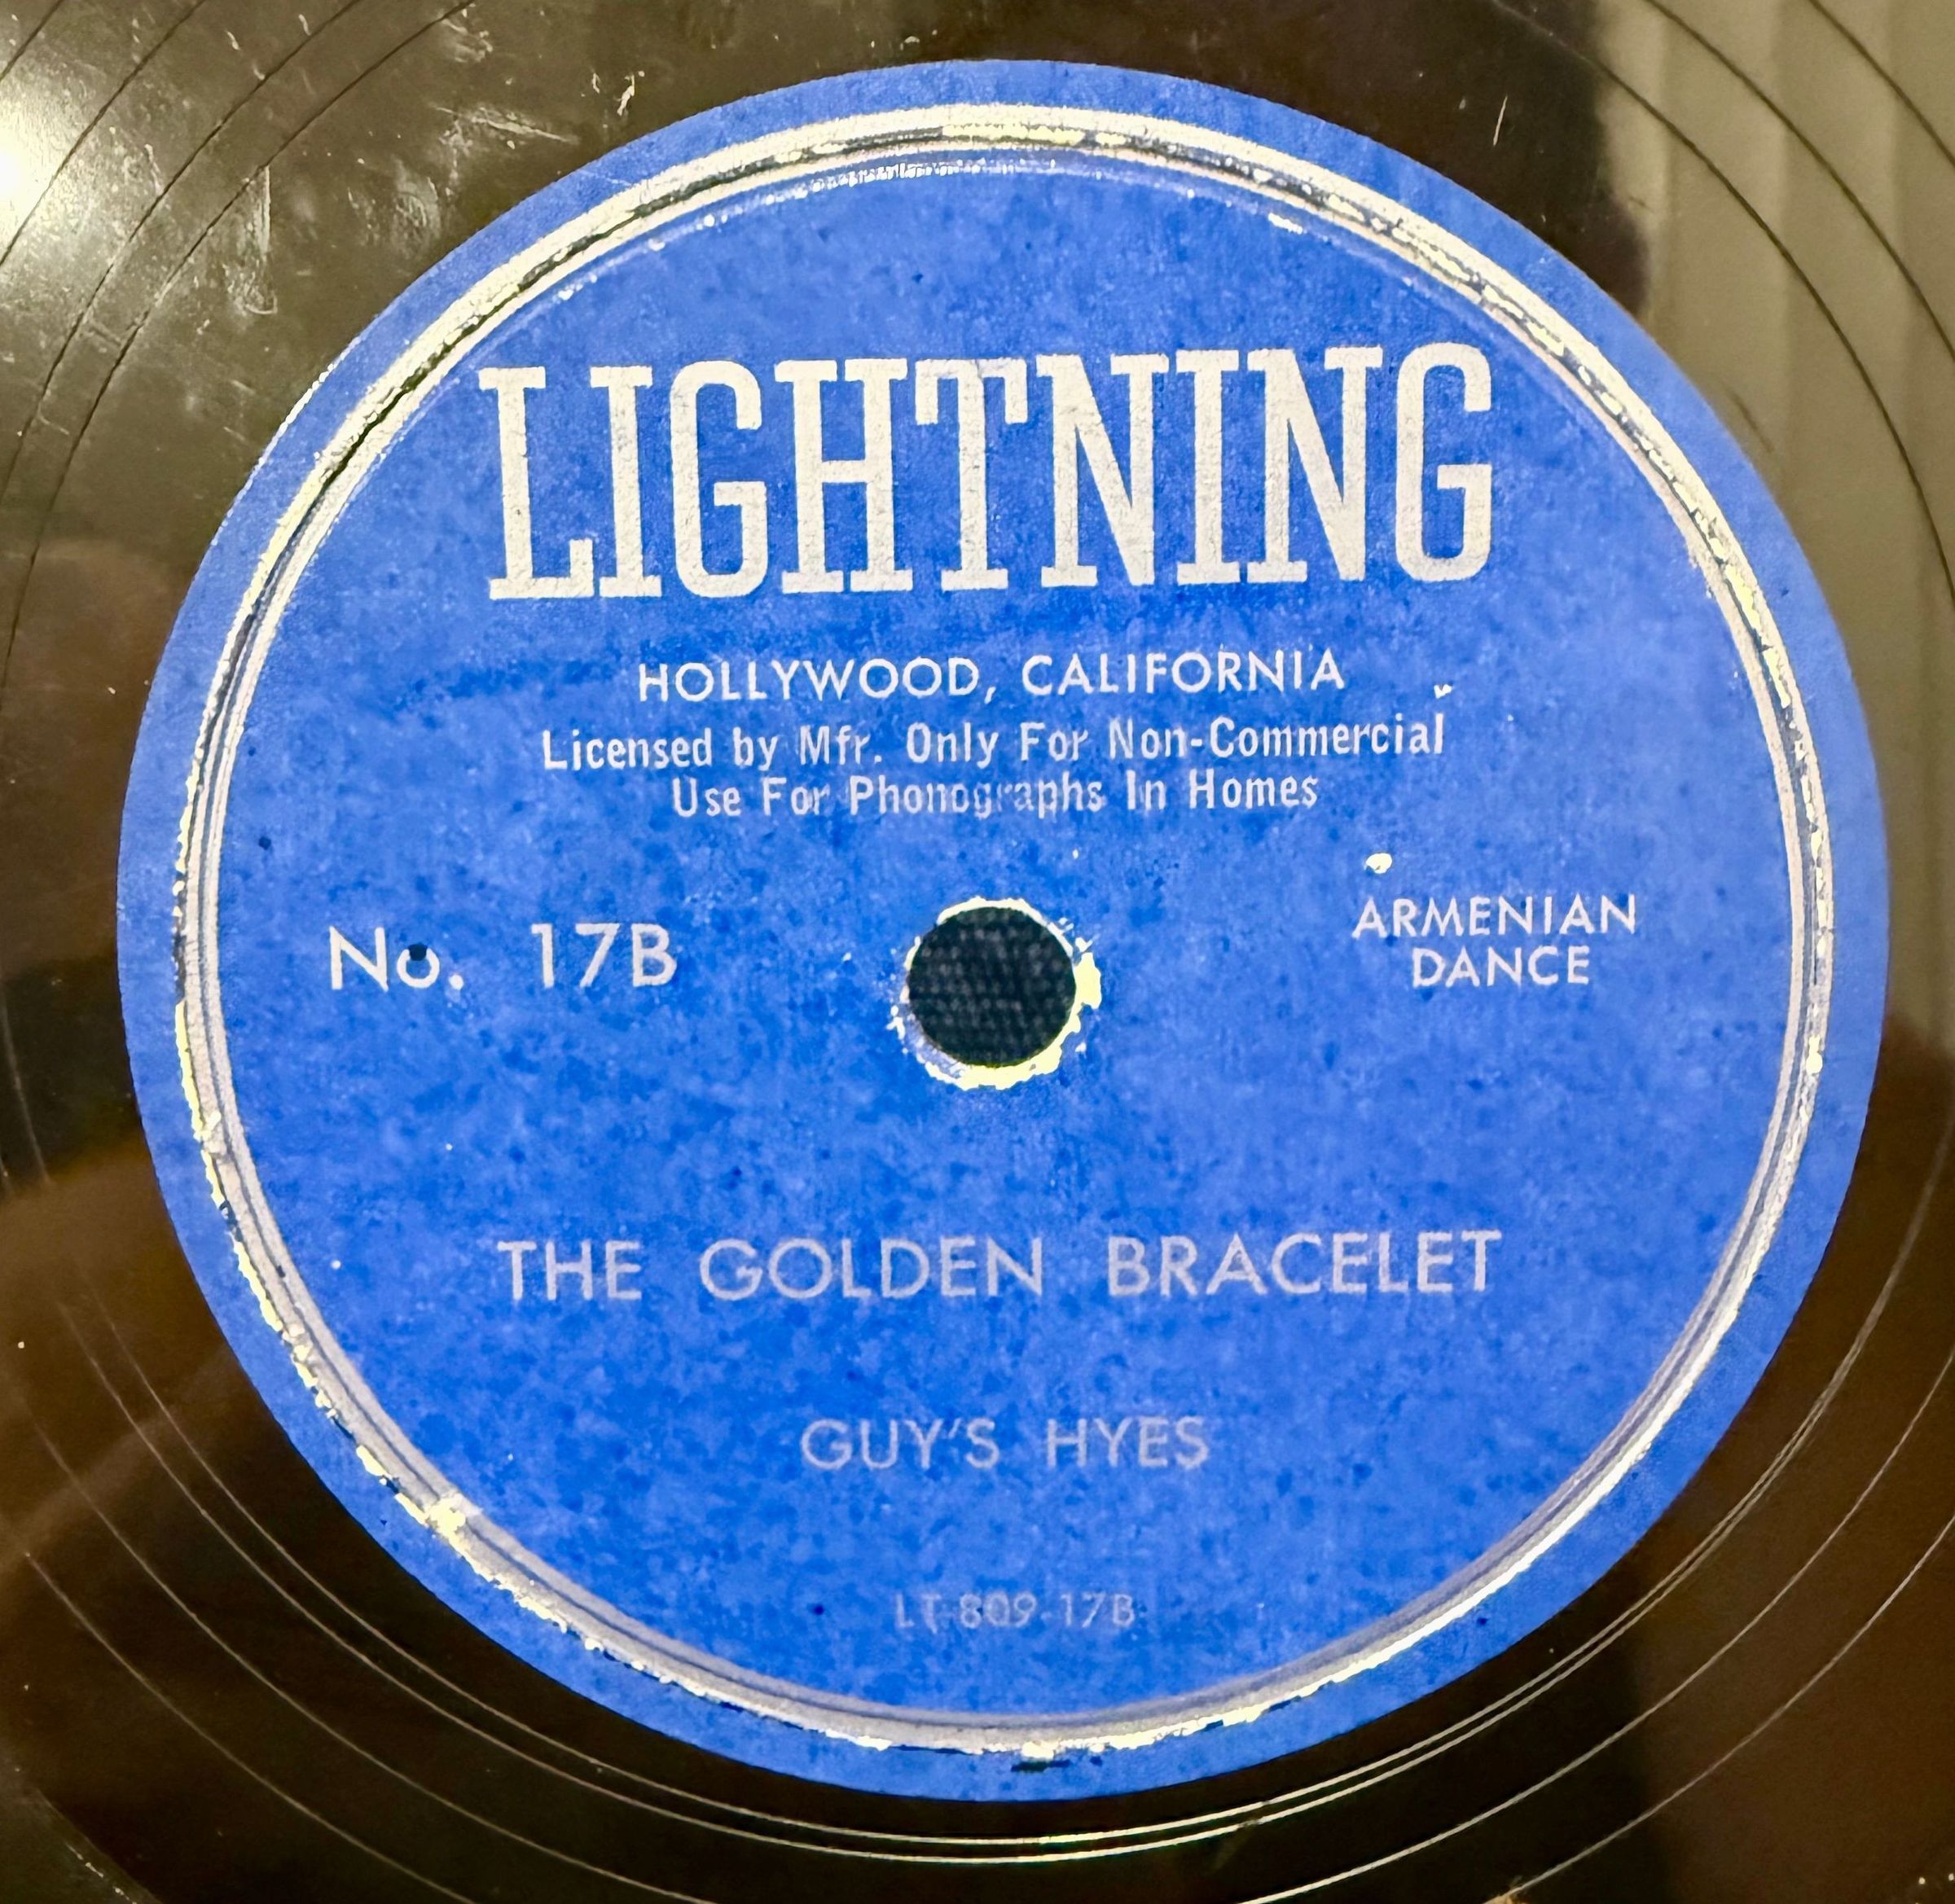 LIGHTNING
HOLLYWOOD, CALIFORNIA
Licensed by Mfr. Only For Non-Commercial
Use For Phonographs In Homes
No. 17B
ARMENIAN
DANCE
THE GOLDEN BRACELET
GUY'S HYES
LT-809-17B